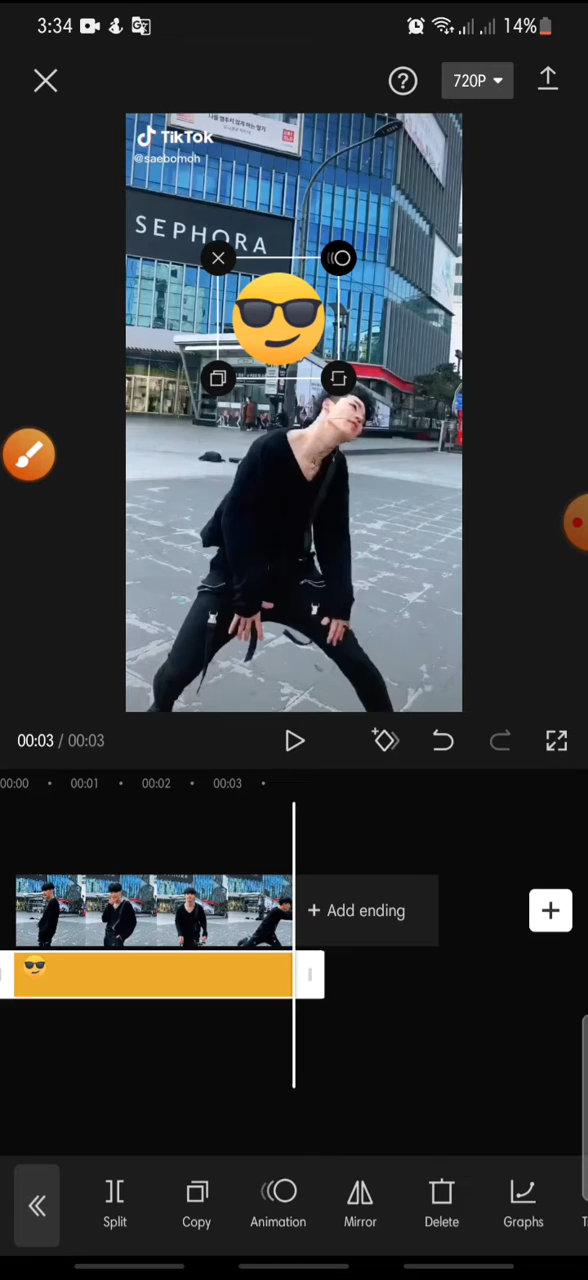 3:34
14%
720P
TikTok
@saebomoh
SEPHORA
00:03 / 00:03
00:00
00:01
00:02
00:03
+ Add ending
Split
Copy
Animation
Mirror
Delete
Graphs